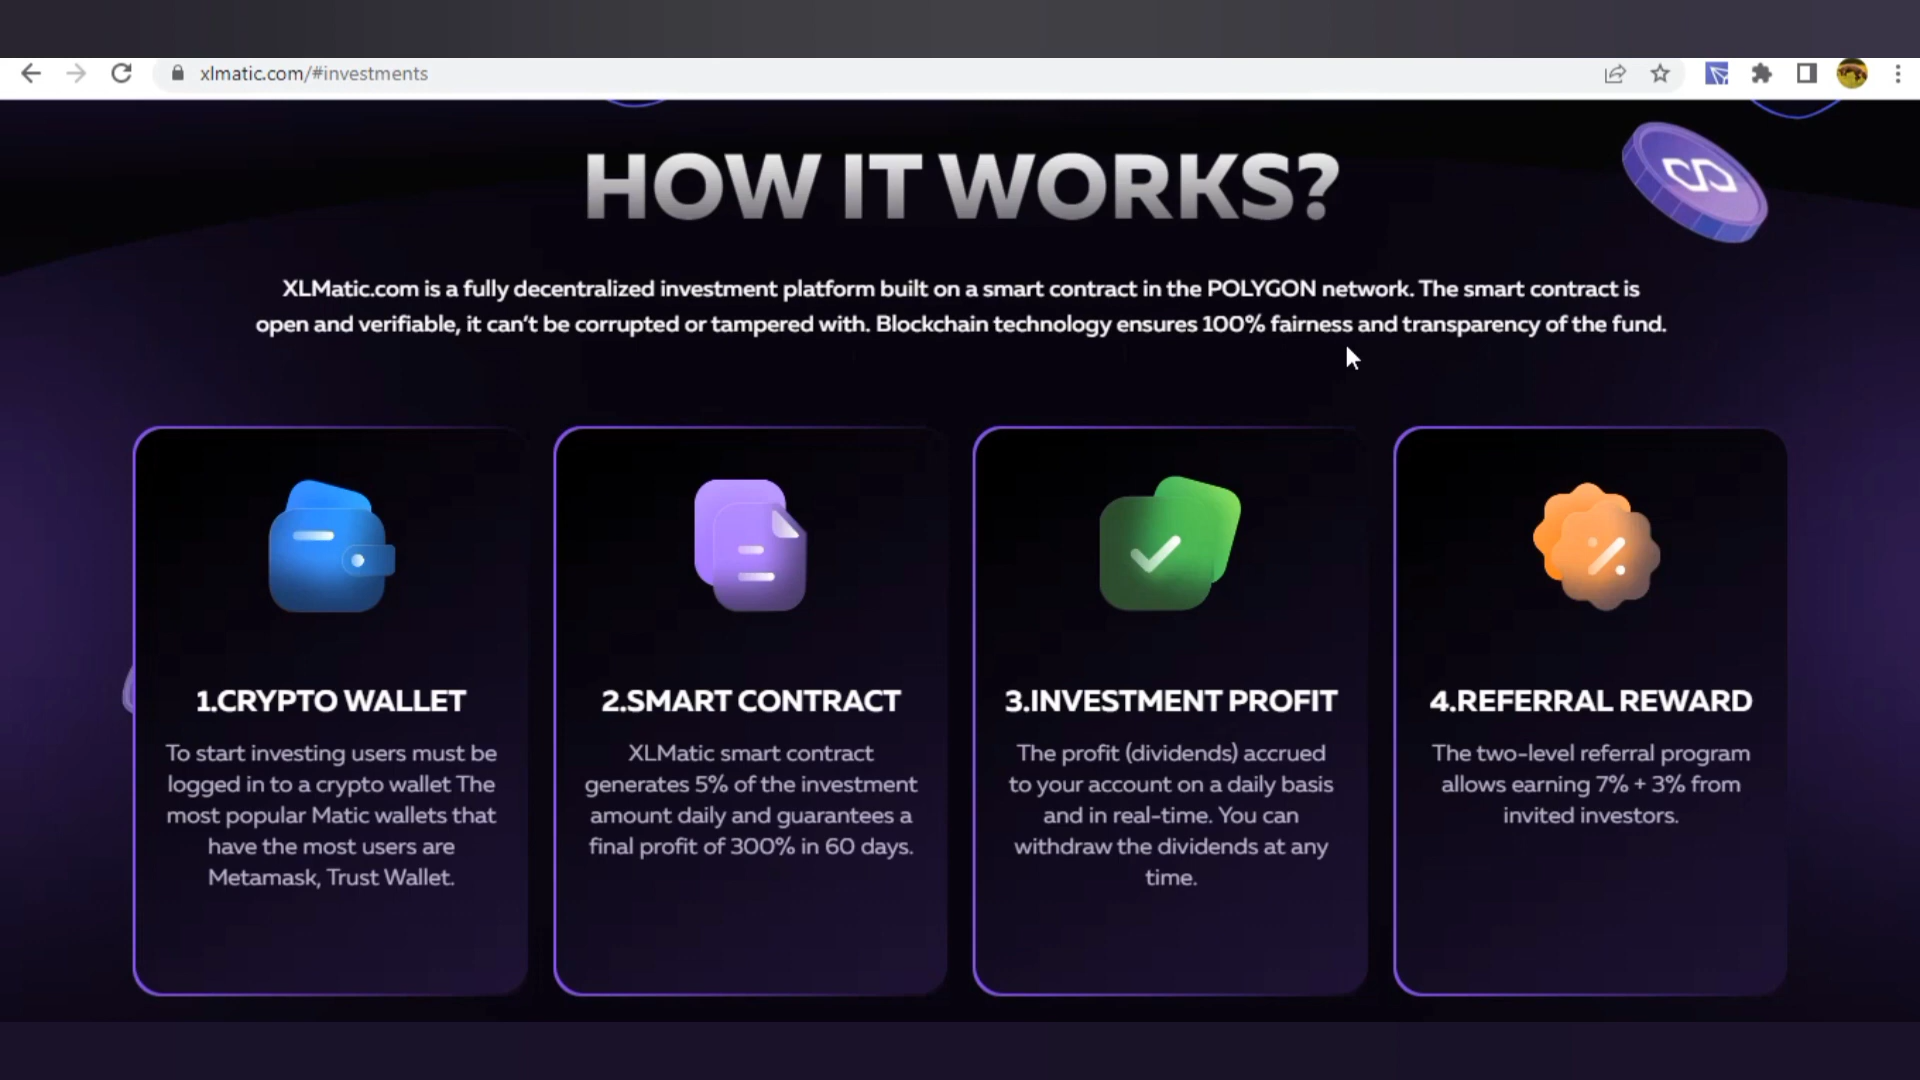 xlmatic.com/#investments
HOW IT WORKS?
XLMatic.com is a fully decentralized investment platform built on a smart contract in the POLYGON network. The smart contract is
open and verifiable, it can't be corrupted or tampered with. Blockchain technology ensures 100% fairness and transparency of the fund.
1.CRYPTO WALLET
To start investing users must be
logged in to a crypto wallet The
most popular Matic wallets that
have the most users are
Metamask, Trust Wallet.
2.SMART CONTRACT
XLMatic smart contract
generates 5% of the investment
amount daily and guarantees a
final profit of 300% in 60 days.
3.INVESTMENT PROFIT
The profit (dividends) accrued
to your account on a daily basis
and in real-time. You can
withdraw the dividends at any
time.
4.REFERRAL REWARD
The two-level referral program
allows earning 7% + 3% from
invited investors.